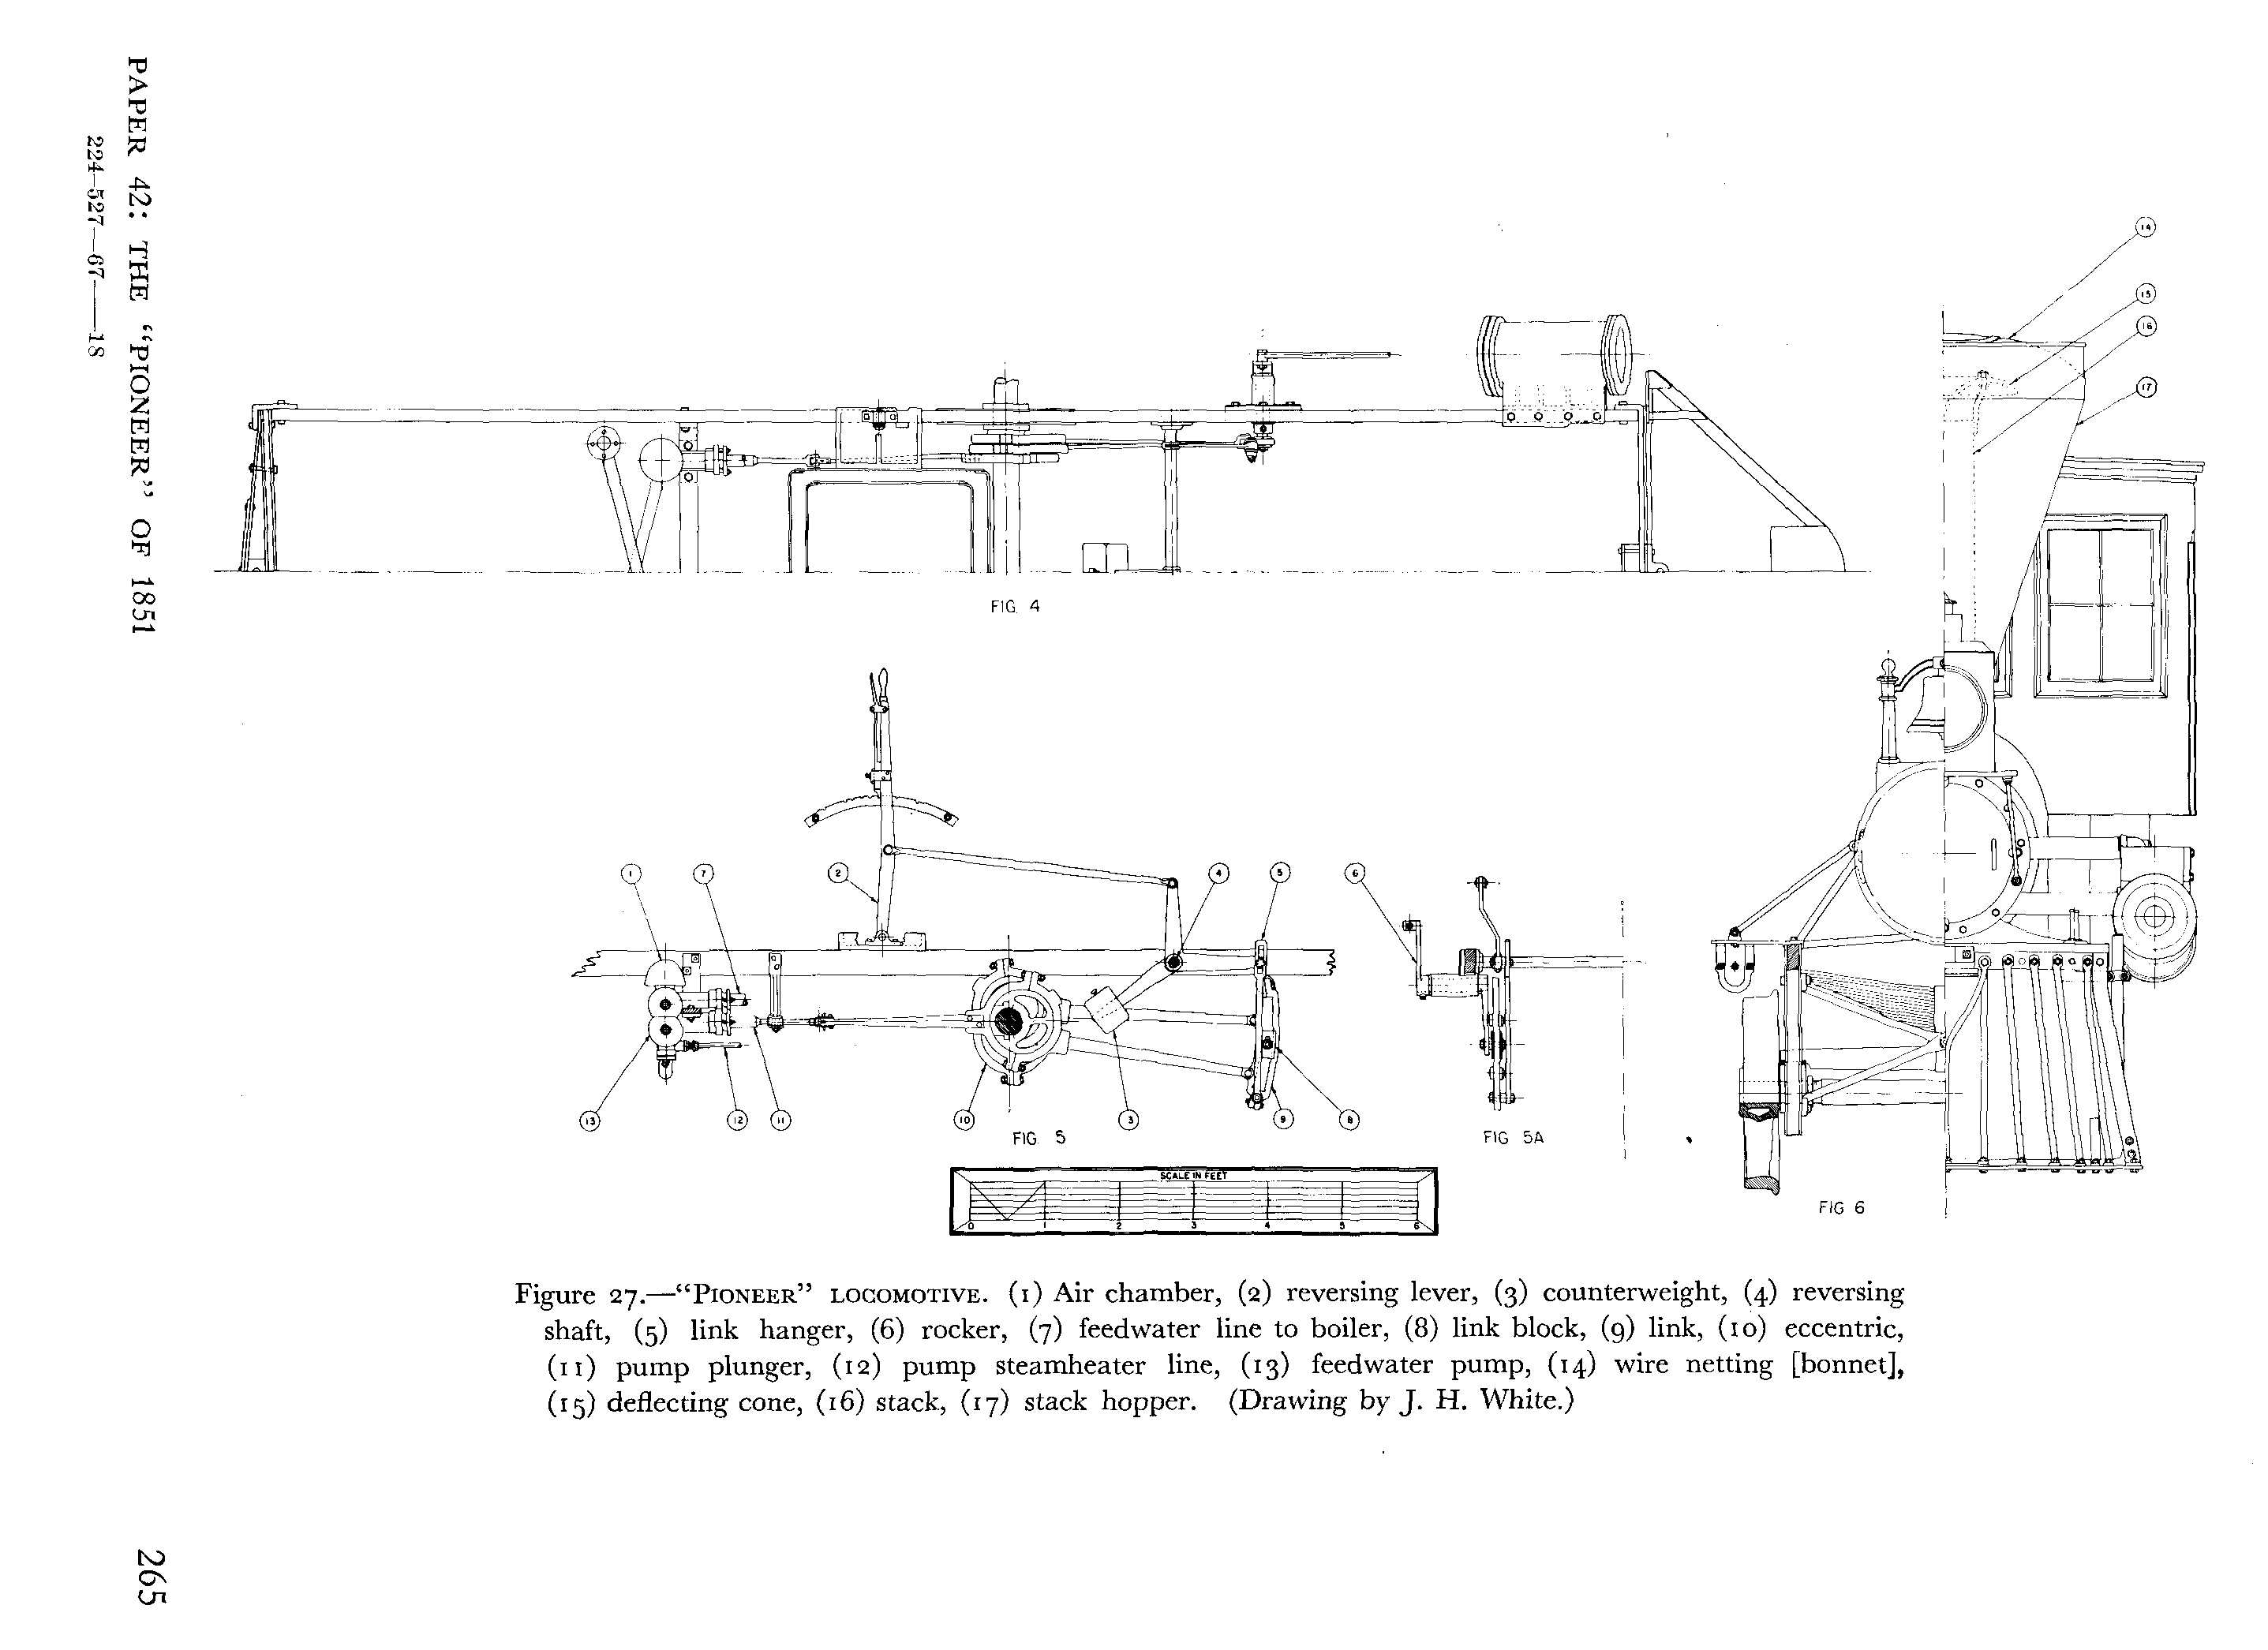 PAPER 42: THE "PIONEER" OF 1851
224-527—67——18
14
15
16
17
FIG. 4
1
7
2
4
5
6
13
12
11
10
3
9
8
FIG. 5
FIG 5A
FIG 6
SCALE IN FEET
0 1 2 3 4 5 6
Figure 27.—"PIONEER" LOCOMOTIVE. (1) Air chamber, (2) reversing lever, (3) counterweight, (4) reversing
shaft, (5) link hanger, (6) rocker, (7) feedwater line to boiler, (8) link block, (9) link, (10) eccentric,
(11) pump plunger, (12) pump steamheater line, (13) feedwater pump, (14) wire netting [bonnet],
(15) deflecting cone, (16) stack, (17) stack hopper. (Drawing by J. H. White.)
265